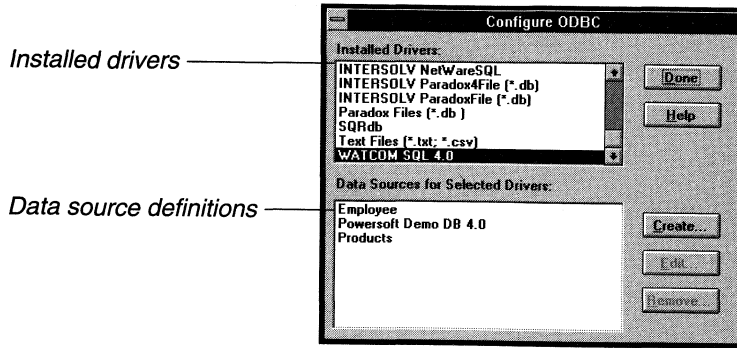 Configure ODBC
Installed drivers
Installed Drivers:
INTERSOLV NetWareSQL
INTERSOLV Paradox4File (*.db)
INTERSOLV ParadoxFile (*.db)
Paradox Files (*.db )
SQRdb
Text Files (*.txt; *.csv)
WATCOM SQL 4.0
Done
Help
Data source definitions
Data Sources for Selected Drivers:
Employee
Powersoft Demo DB 4.0
Products
Create...
Edit...
Remove...